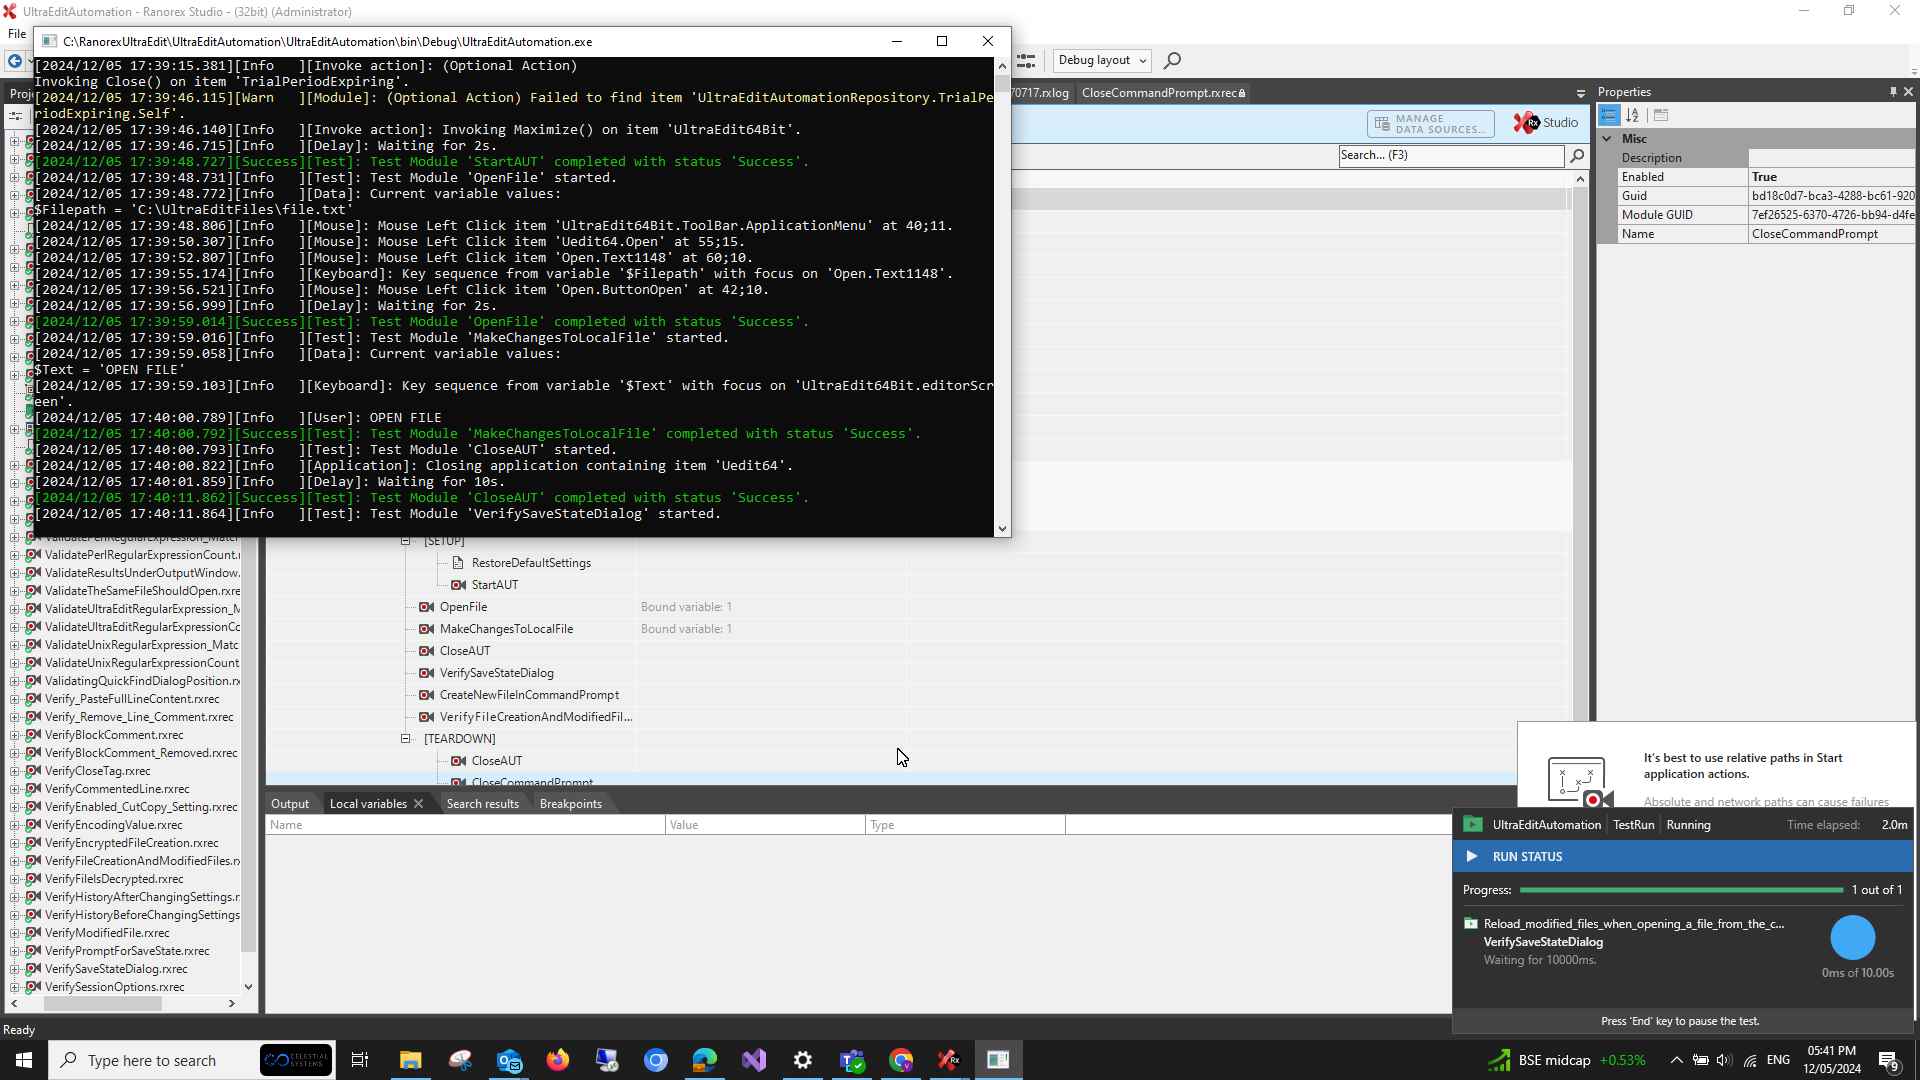 UltraEditAutomation - Ranorex Studio - (32bit) (Administrator)
File
C:\RanorexUltraEdit\UltraEditAutomation\UltraEditAutomation\bin\Debug\UltraEditAutomation.exe
Debug layout
[2024/12/05 17:39:15.381][Info   ][Invoke action]: (Optional Action)
Invoking Close() on item 'TrialPeriodExpiring'.
[2024/12/05 17:39:46.115][Warn   ][Module]: (Optional Action) Failed to find item 'UltraEditAutomationRepository.TrialPe
riodExpiring.Self'.
[2024/12/05 17:39:46.140][Info   ][Invoke action]: Invoking Maximize() on item 'UltraEdit64Bit'.
[2024/12/05 17:39:46.715][Info   ][Delay]: Waiting for 2s.
[2024/12/05 17:39:48.727][Success][Test]: Test Module 'StartAUT' completed with status 'Success'.
[2024/12/05 17:39:48.731][Info   ][Test]: Test Module 'OpenFile' started.
[2024/12/05 17:39:48.772][Info   ][Data]: Current variable values:
$Filepath = 'C:\UltraEditFiles\file.txt'
[2024/12/05 17:39:48.806][Info   ][Mouse]: Mouse Left Click item 'UltraEdit64Bit.ToolBar.ApplicationMenu' at 40;11.
[2024/12/05 17:39:50.307][Info   ][Mouse]: Mouse Left Click item 'Uedit64.Open' at 55;15.
[2024/12/05 17:39:52.807][Info   ][Mouse]: Mouse Left Click item 'Open.Text1148' at 60;10.
[2024/12/05 17:39:55.174][Info   ][Keyboard]: Key sequence from variable '$Filepath' with focus on 'Open.Text1148'.
[2024/12/05 17:39:56.521][Info   ][Mouse]: Mouse Left Click item 'Open.ButtonOpen' at 42;10.
[2024/12/05 17:39:56.999][Info   ][Delay]: Waiting for 2s.
[2024/12/05 17:39:59.014][Success][Test]: Test Module 'OpenFile' completed with status 'Success'.
[2024/12/05 17:39:59.016][Info   ][Test]: Test Module 'MakeChangesToLocalFile' started.
[2024/12/05 17:39:59.058][Info   ][Data]: Current variable values:
$Text = 'OPEN FILE'
[2024/12/05 17:39:59.103][Info   ][Keyboard]: Key sequence from variable '$Text' with focus on 'UltraEdit64Bit.editorScr
een'.
[2024/12/05 17:40:00.789][Info   ][User]: OPEN FILE
[2024/12/05 17:40:00.792][Success][Test]: Test Module 'MakeChangesToLocalFile' completed with status 'Success'.
[2024/12/05 17:40:00.793][Info   ][Test]: Test Module 'CloseAUT' started.
[2024/12/05 17:40:00.822][Info   ][Application]: Closing application containing item 'Uedit64'.
[2024/12/05 17:40:01.859][Info   ][Delay]: Waiting for 10s.
[2024/12/05 17:40:11.862][Success][Test]: Test Module 'CloseAUT' completed with status 'Success'.
[2024/12/05 17:40:11.864][Info   ][Test]: Test Module 'VerifySaveStateDialog' started.
Proj
70717.rxlog
CloseCommandPrompt.rxrec
MANAGE
DATA SOURCES...
Rx Studio
Search... (F3)
Properties
Misc
Description
Enabled True
Guid bd18c0d7-bca3-4288-bc61-920
Module GUID 7ef26525-6370-4726-bb94-d4fe
Name CloseCommandPrompt
ValidatePerlRegularExpression_Match
ValidatePerlRegularExpressionCount.r
ValidateResultsUnderOutputWindow.
ValidateTheSameFileShouldOpen.rxre
ValidateUltraEditRegularExpression_M
ValidateUltraEditRegularExpressionCc
ValidateUnixRegularExpression_Matc
ValidateUnixRegularExpressionCount
ValidatingQuickFindDialogPosition.rx
Verify_PasteFullLineContent.rxrec
Verify_Remove_Line_Comment.rxrec
VerifyBlockComment.rxrec
VerifyBlockComment_Removed.rxrec
VerifyCloseTag.rxrec
VerifyCommentedLine.rxrec
VerifyEnabled_CutCopy_Setting.rxrec
VerifyEncodingValue.rxrec
VerifyEncryptedFileCreation.rxrec
VerifyFileCreationAndModifiedFiles.rx
VerifyFileIsDecrypted.rxrec
VerifyHistoryAfterChangingSettings.r
VerifyHistoryBeforeChangingSettings
VerifyModifiedFile.rxrec
VerifyPromptForSaveState.rxrec
VerifySaveStateDialog.rxrec
VerifySessionOptions.rxrec
[SETUP]
RestoreDefaultSettings
StartAUT
OpenFile Bound variable: 1
MakeChangesToLocalFile Bound variable: 1
CloseAUT
VerifySaveStateDialog
CreateNewFileInCommandPrompt
VerifyFileCreationAndModifiedFil...
[TEARDOWN]
CloseAUT
CloseCommandPrompt
Output
Local variables
Search results
Breakpoints
Name Value Type
It's best to use relative paths in Start
application actions.
Absolute and network paths can cause failures
UltraEditAutomation TestRun Running Time elapsed: 2.0m
RUN STATUS
Progress: 1 out of 1
Reload_modified_files_when_opening_a_file_from_the_c...
VerifySaveStateDialog
Waiting for 10000ms.
0ms of 10.00s
Press 'End' key to pause the test.
Ready
Type here to search
CELESTIAL
SYSTEMS
BSE midcap +0.53%
ENG
05:41 PM
12/05/2024
9